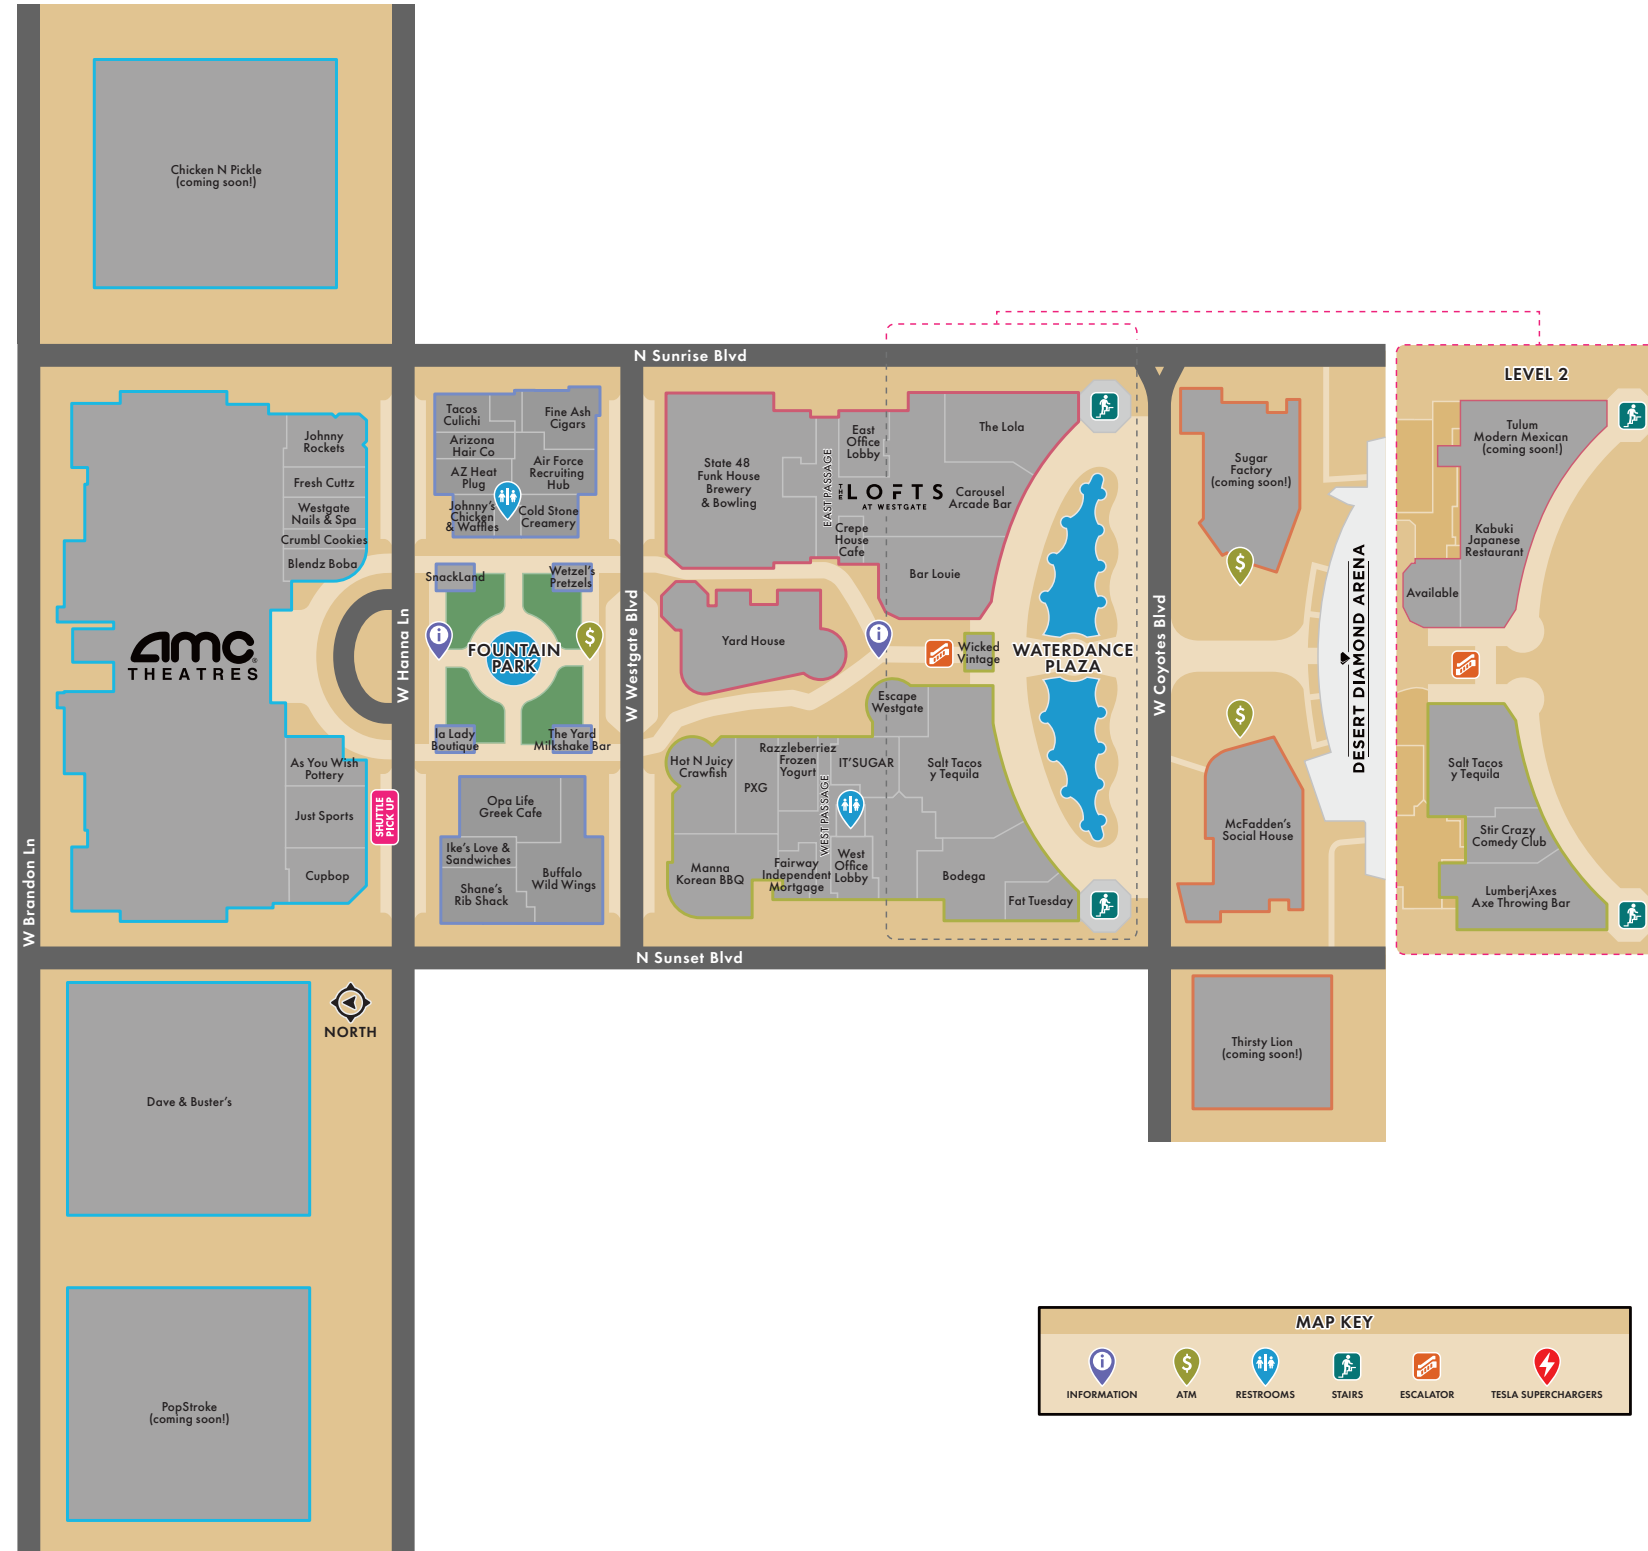 Chicken N Pickle
(coming soon!)
N Sunrise Blvd
LEVEL 2
Johnny
Rockets
Fresh Cuttz
Westgate
Nails & Spa
Crumbl Cookies
Blendz Boba
amc
THEATRES
As You Wish
Pottery
Just Sports
Cupbop
SHUTTLE
PICK UP
W Brandon Ln
W Hanna Ln
Tacos
Culichi
Fine Ash
Cigars
Arizona
Hair Co
AZ Heat
Plug
Air Force
Recruiting
Hub
Johnny's
Chicken
& Waffles
Cold Stone
Creamery
SnackLand
Wetzel's
Pretzels
FOUNTAIN
PARK
la Lady
Boutique
The Yard
Milkshake Bar
Opa Life
Greek Cafe
Ike's Love &
Sandwiches
Shane's
Rib Shack
Buffalo
Wild Wings
W Westgate Blvd
State 48
Funk House
Brewery
& Bowling
EAST PASSAGE
East
Office
Lobby
The Lola
THE
LOFTS
AT WESTGATE
Carousel
Arcade Bar
Crepe
House
Cafe
Bar Louie
Yard House
Wicked
Vintage
WATERDANCE
PLAZA
Escape
Westgate
Hot N Juicy
Crawfish
PXG
Razzleberriez
Frozen
Yogurt
IT'SUGAR
Salt Tacos
y Tequila
WEST PASSAGE
Manna
Korean BBQ
Fairway
Independent
Mortgage
West
Office
Lobby
Bodega
Fat Tuesday
W Coyotes Blvd
Sugar
Factory
(coming soon!)
McFadden's
Social House
DESERT DIAMOND ARENA
Tulum
Modern Mexican
(coming soon!)
Kabuki
Japanese
Restaurant
Available
Salt Tacos
y Tequila
Stir Crazy
Comedy Club
LumberjAxes
Axe Throwing Bar
N Sunset Blvd
NORTH
Dave & Buster's
Thirsty Lion
(coming soon!)
PopStroke
(coming soon!)
MAP KEY
INFORMATION
ATM
RESTROOMS
STAIRS
ESCALATOR
TESLA SUPERCHARGERS